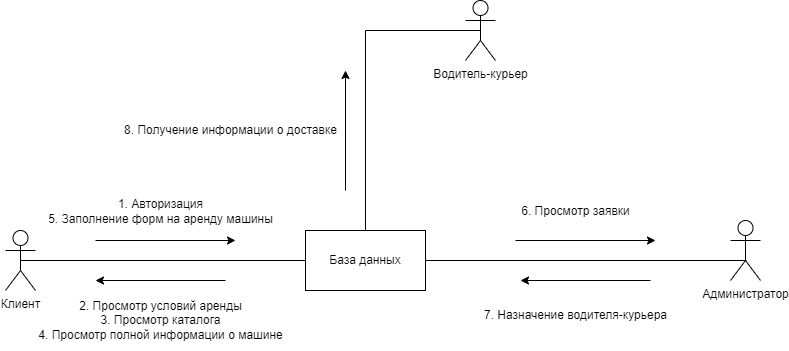 Водитель-курьер
8. Получение информации о доставке
1. Авторизация
5. Заполнение форм на аренду машины
6. Просмотр заявки
База данных
Клиент
Администратор
2. Просмотр условий аренды
3. Просмотр каталога
4. Просмотр полной информации о машине
7. Назначение водителя-курьера